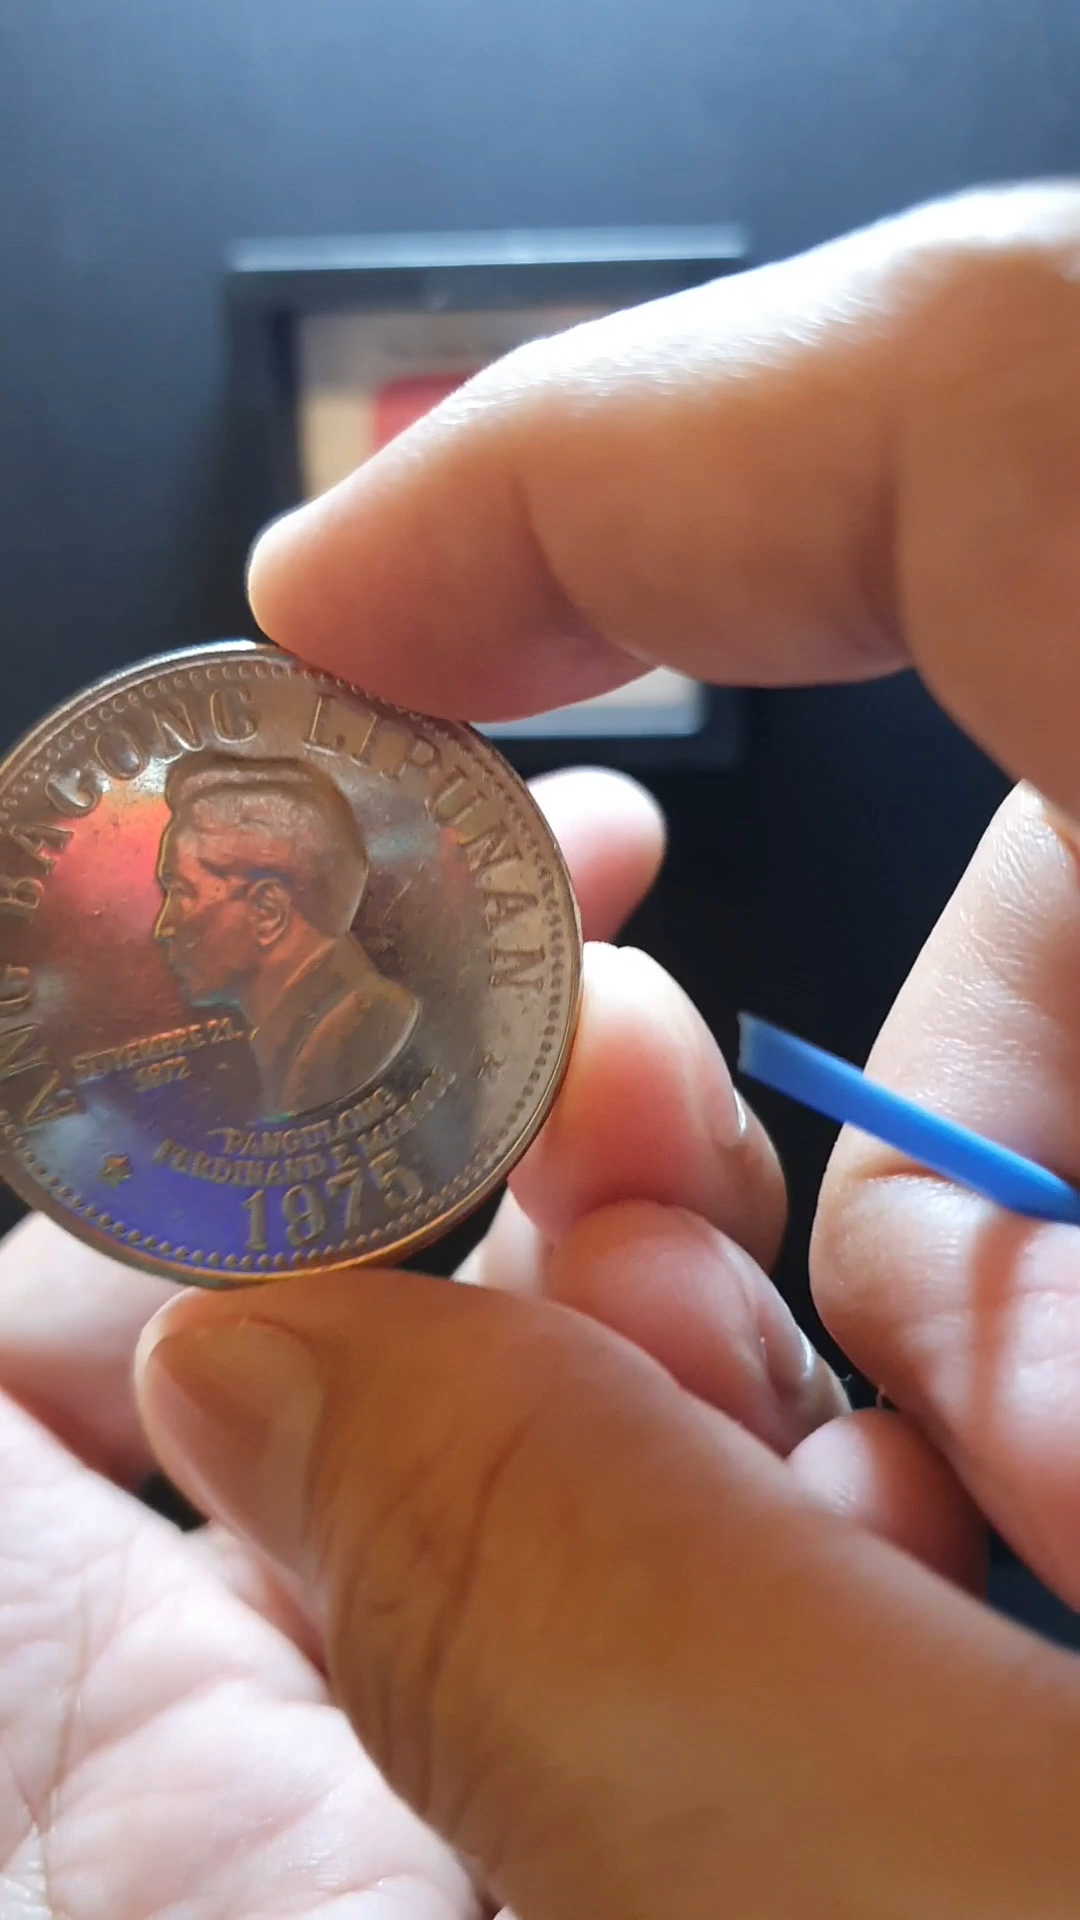 ANG BAGONG LIPUNAN
SETYEMBRE 21,
1972
PANGULONG
FERDINAND E. MARCOS
1975